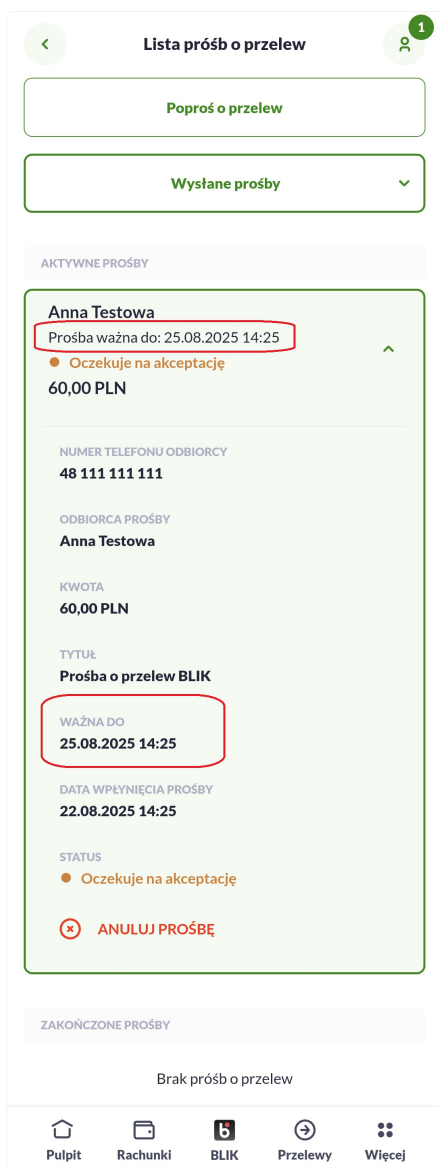 1
Lista próśb o przelew
Poproś o przelew
Wysłane prośby
AKTYWNE PROŚBY
Anna Testowa
Prośba ważna do: 25.08.2025 14:25
Oczekuje na akceptację
60,00 PLN
NUMER TELEFONU ODBIORCY
48 111 111 111
ODBIORCA PROŚBY
Anna Testowa
KWOTA
60,00 PLN
TYTUŁ
Prośba o przelew BLIK
WAŻNA DO
25.08.2025 14:25
DATA WPŁYNIĘCIA PROŚBY
22.08.2025 14:25
STATUS
Oczekuje na akceptację
ANULUJ PROŚBĘ
ZAKOŃCZONE PROŚBY
Brak próśb o przelew
Pulpit Rachunki BLIK Przelewy Więcej